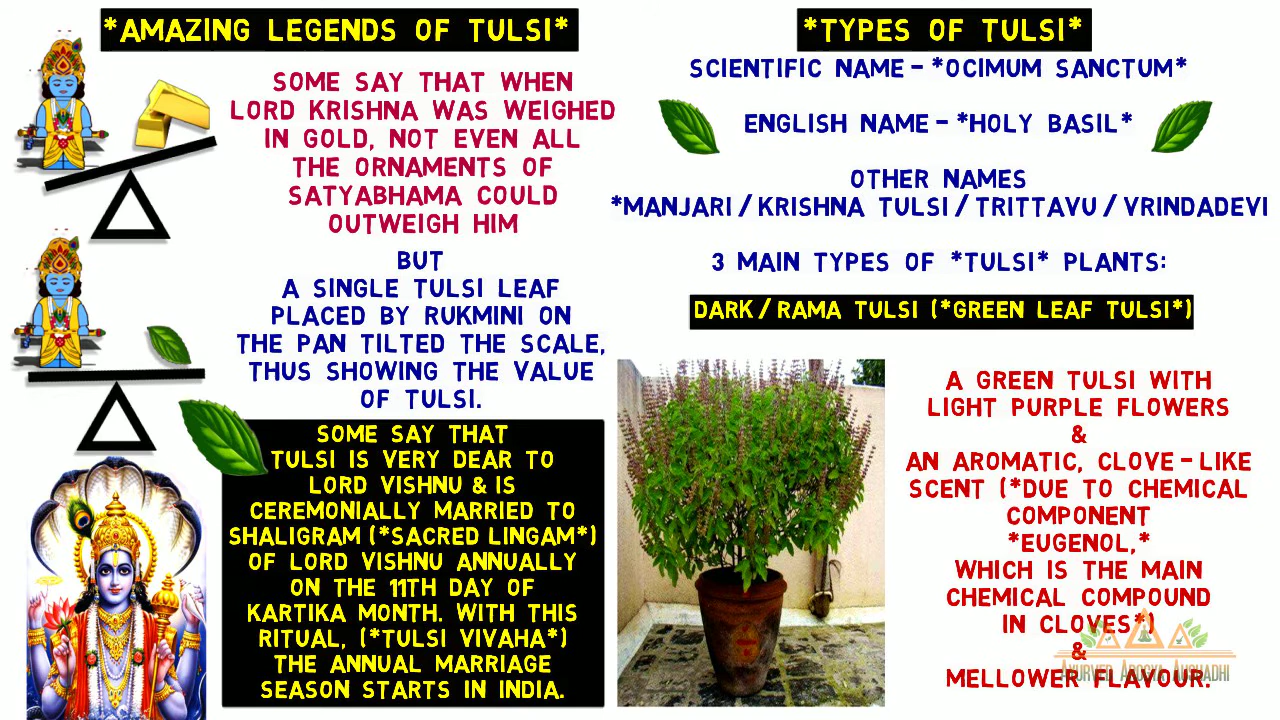 *AMAZING LEGENDS OF TULSI*
SOME SAY THAT WHEN
LORD KRISHNA WAS WEIGHED
IN GOLD, NOT EVEN ALL
THE ORNAMENTS OF
SATYABHAMA COULD
OUTWEIGH HIM
BUT
A SINGLE TULSI LEAF
PLACED BY RUKMINI ON
THE PAN TILTED THE SCALE,
THUS SHOWING THE VALUE
OF TULSI.
SOME SAY THAT
TULSI IS VERY DEAR TO
LORD VISHNU & IS
CEREMONIALLY MARRIED TO
SHALIGRAM (*SACRED LINGAM*)
OF LORD VISHNU ANNUALLY
ON THE 11TH DAY OF
KARTIKA MONTH. WITH THIS
RITUAL, (*TULSI VIVAHA*)
THE ANNUAL MARRIAGE
SEASON STARTS IN INDIA.
*TYPES OF TULSI*
SCIENTIFIC NAME - *OCIMUM SANCTUM*
ENGLISH NAME - *HOLY BASIL*
OTHER NAMES
*MANJARI / KRISHNA TULSI / TRITTAVU / VRINDADEVI
3 MAIN TYPES OF *TULSI* PLANTS:
DARK / RAMA TULSI (*GREEN LEAF TULSI*)
A GREEN TULSI WITH
LIGHT PURPLE FLOWERS
&
AN AROMATIC, CLOVE - LIKE
SCENT (*DUE TO CHEMICAL
COMPONENT
*EUGENOL,*
WHICH IS THE MAIN
CHEMICAL COMPOUND
IN CLOVES*)
&
MELLOWER FLAVOUR.
AYURVED AROGYA AUSHADHI